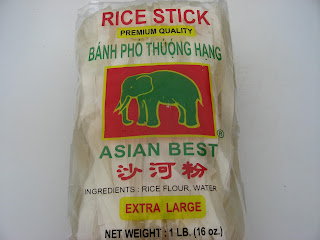 RICE STICK
PREMIUM QUALITY
BÁNH PHỞ THƯỢNG HẠNG
®
ASIAN BEST
沙河粉
INGREDIENTS : RICE FLOUR, WATER
EXTRA LARGE
NET WEIGHT : 1 LB. (16 oz.)